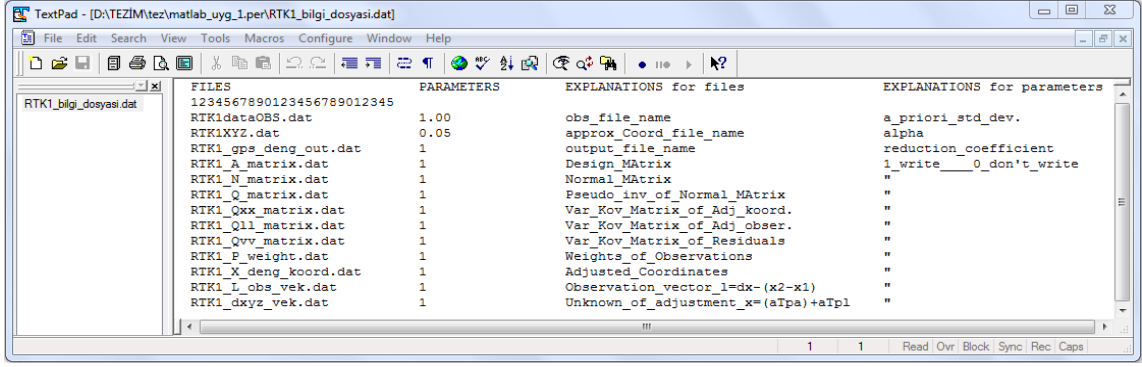 TextPad - [D:\TEZİM\tez\matlab_uyg_1.per\RTK1_bilgi_dosyasi.dat]
File Edit Search View Tools Macros Configure Window Help
RTK1_bilgi_dosyasi.dat
FILES PARAMETERS EXPLANATIONS for files EXPLANATIONS for parameters
1234567890123456789012345
RTK1dataOBS.dat 1.00 obs_file_name a_priori_std_dev.
RTK1XYZ.dat 0.05 approx_Coord_file_name alpha
RTK1_gps_deng_out.dat 1 output_file_name reduction_coefficient
RTK1_A_matrix.dat 1 Design_MAtrix 1_write____0_don't_write
RTK1_N_matrix.dat 1 Normal_MAtrix "
RTK1_Q_matrix.dat 1 Pseudo_inv_of_Normal_MAtrix "
RTK1_Qxx_matrix.dat 1 Var_Kov_Matrix_of_Adj_koord. "
RTK1_Qll_matrix.dat 1 Var_Kov_Matrix_of_Adj_obser. "
RTK1_Qvv_matrix.dat 1 Var_Kov_Matrix_of_Residuals "
RTK1_P_weight.dat 1 Weights_of_Observations "
RTK1_X_deng_koord.dat 1 Adjusted_Coordinates "
RTK1_L_obs_vek.dat 1 Observation_vector_l=dx-(x2-x1) "
RTK1_dxyz_vek.dat 1 Unknown_of_adjustment_x=(aTpa)+aTpl "
1 1 Read Ovr Block Sync Rec Caps